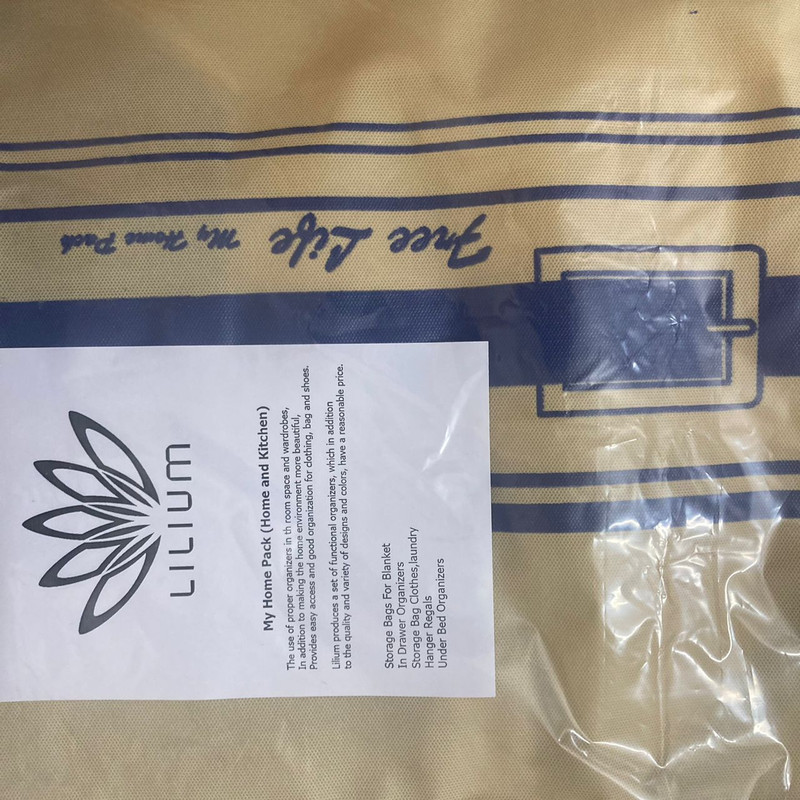 Free Life My Home Pack
LILIUM
My Home Pack (Home and Kitchen)
The use of proper organizers in th room space and wardrobes,
In addition to making the home environment more beautiful,
Provides easy access and good organization for clothing, bag and shoes.
Lilium produces a set of functional organizers, which in addition
to the quality and variety of designs and colors, have a reasonable price.
Storage Bags For Blanket
In Drawer Organizers
Storage Bag Clothes,laundry
Hanger Regals
Under Bed Organizers